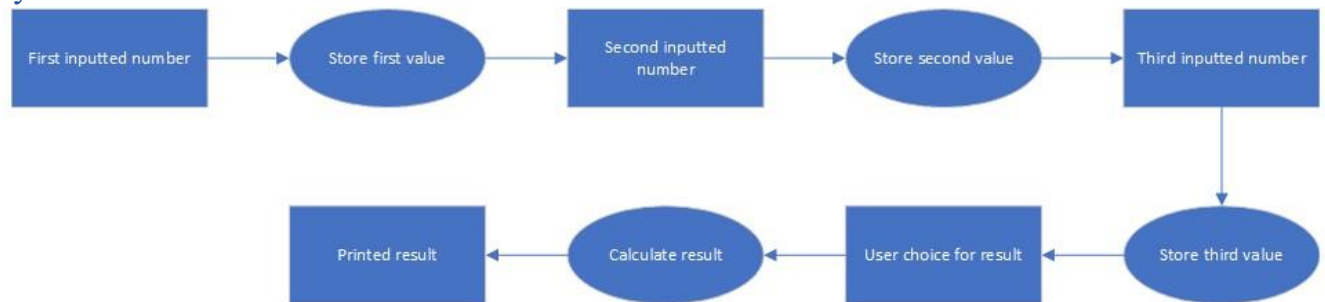 First inputted number
Store first value
Second inputted
number
Store second value
Third inputted number
Printed result
Calculate result
User choice for result
Store third value